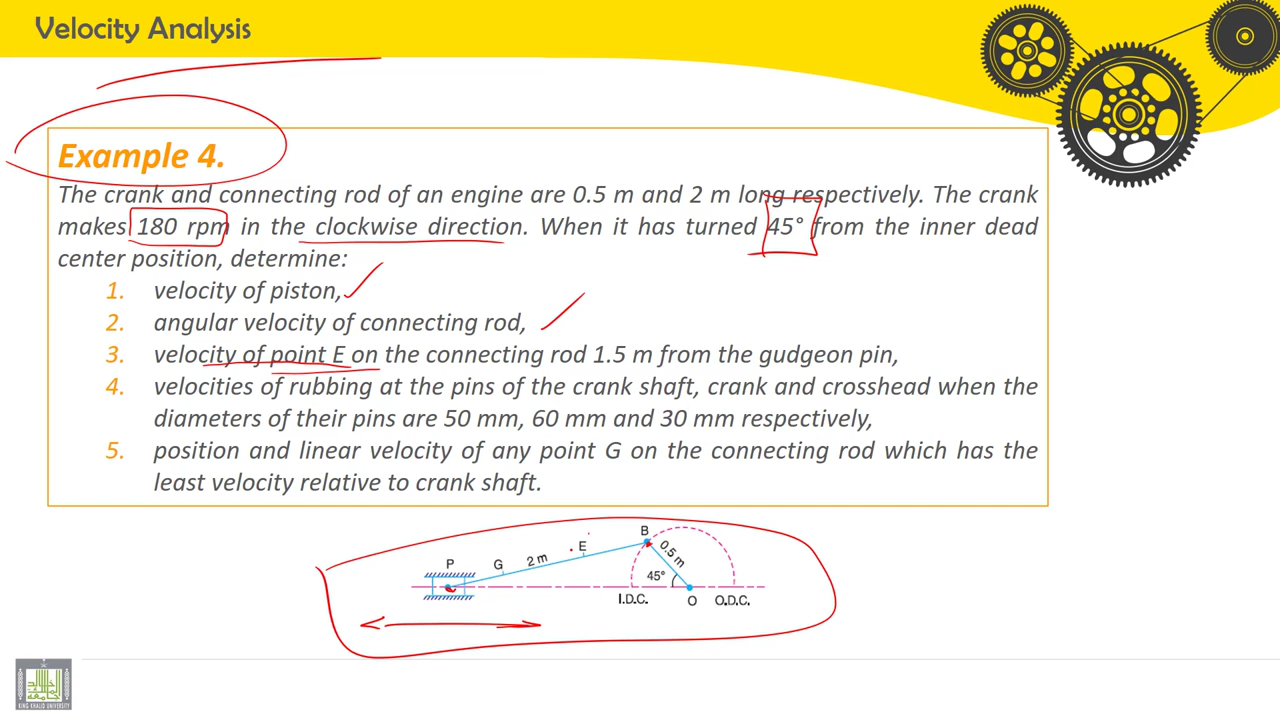 Velocity Analysis
Example 4.
The crank and connecting rod of an engine are 0.5 m and 2 m long respectively. The crank
makes 180 rpm in the clockwise direction. When it has turned 45° from the inner dead
center position, determine:
1. velocity of piston,
2. angular velocity of connecting rod,
3. velocity of point E on the connecting rod 1.5 m from the gudgeon pin,
4. velocities of rubbing at the pins of the crank shaft, crank and crosshead when the
diameters of their pins are 50 mm, 60 mm and 30 mm respectively,
5. position and linear velocity of any point G on the connecting rod which has the
least velocity relative to crank shaft.
B
E
0.5 m
P
G
2 m
45°
I.D.C.
O
O.D.C.
KING KHALID UNIVERSITY